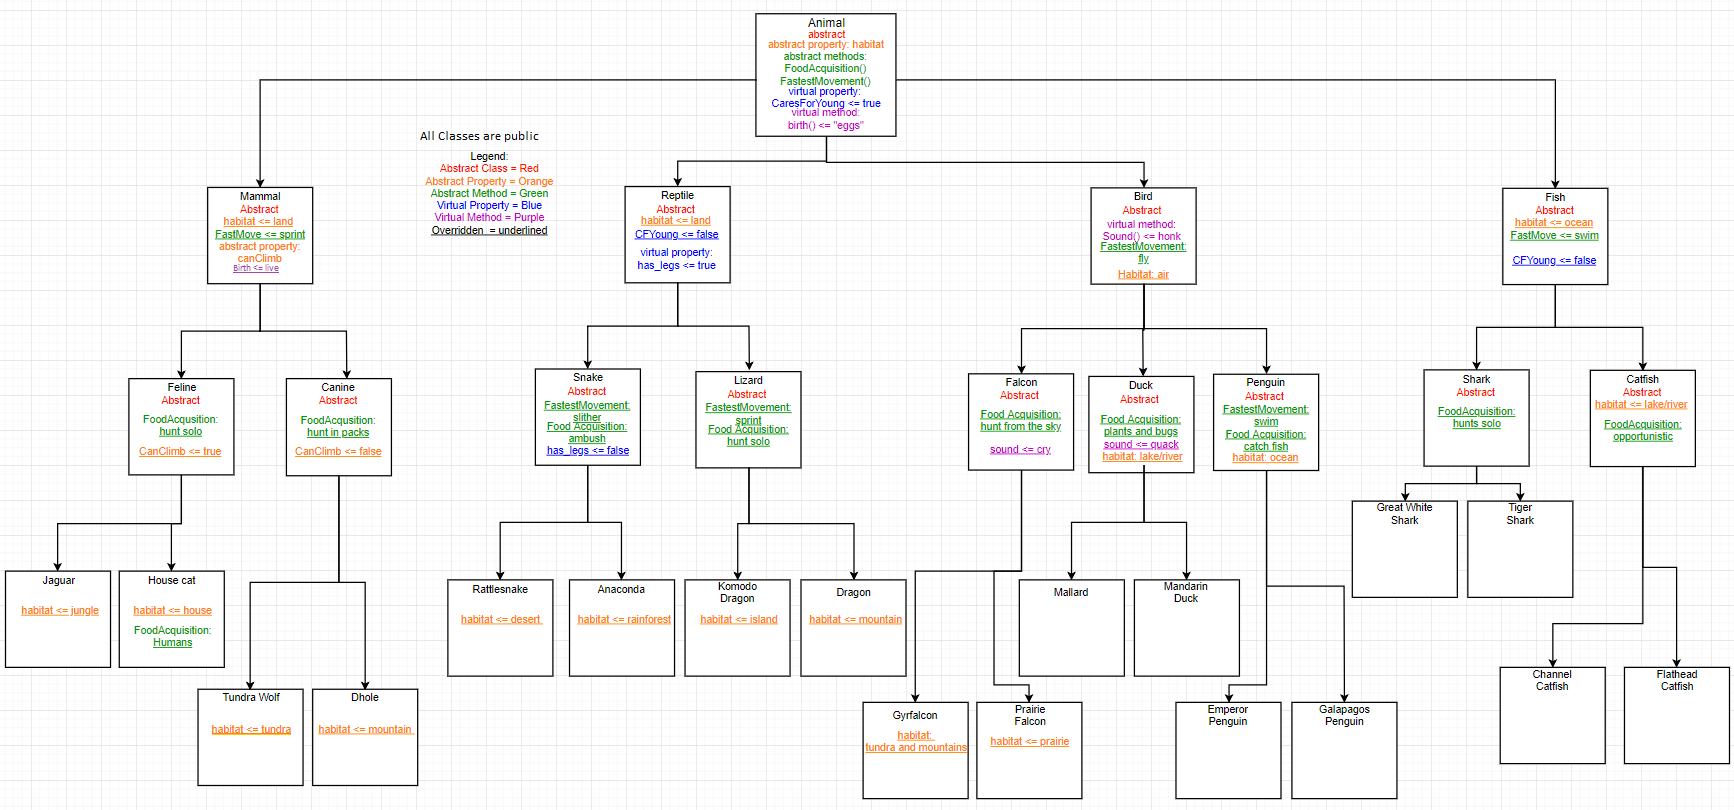 Animal
abstract
abstract property: habitat
abstract methods:
FoodAcquisition()
FastestMovement()
virtual property:
CaresForYoung <= true
virtual method:
birth() <= "eggs"
All Classes are public
Legend:
Abstract Class = Red
Abstract Property = Orange
Abstract Method = Green
Virtual Property = Blue
Virtual Method = Purple
Overridden = underlined
Mammal
Abstract
habitat <= land
FastMove <= sprint
abstract property:
canClimb
Birth <= live
Reptile
Abstract
habitat <= land
CFYoung <= false
virtual property:
has_legs <= true
Bird
Abstract
virtual method:
Sound() <= honk
FastestMovement:
fly
Habitat: air
Fish
Abstract
habitat <= ocean
FastMove <= swim
CFYoung <= false
Feline
Abstract
FoodAcqusition:
hunt solo
CanClimb <= true
Canine
Abstract
FoodAcqusition:
hunt in packs
CanClimb <= false
Snake
Abstract
FastestMovement:
slither
Food Acquisition:
ambush
has_legs <= false
Lizard
Abstract
FastestMovement:
sprint
Food Acquisition:
hunt solo
Falcon
Abstract
Food Acquisition:
hunt from the sky
sound <= cry
Duck
Abstract
Food Acquisition:
plants and bugs
sound <= quack
habitat: lake/river
Penguin
Abstract
FastestMovement:
swim
Food Acquisition:
catch fish
habitat: ocean
Shark
Abstract
FoodAcquisition:
hunts solo
Catfish
Abstract
habitat <= lake/river
FoodAcquisition:
opportunistic
Great White
Shark
Tiger
Shark
Jaguar
habitat <= jungle
House cat
habitat <= house
FoodAcquisition:
Humans
Rattlesnake
habitat <= desert
Anaconda
habitat <= rainforest
Komodo
Dragon
habitat <= island
Dragon
habitat <= mountain
Mallard
Mandarin
Duck
Tundra Wolf
habitat <= tundra
Dhole
habitat <= mountain
Gyrfalcon
habitat:
tundra and mountains
Prairie
Falcon
habitat <= prairie
Emperor
Penguin
Galapagos
Penguin
Channel
Catfish
Flathead
Catfish